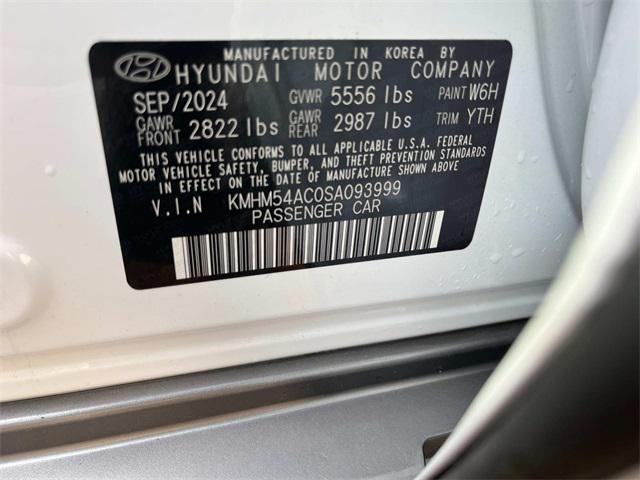 MANUFACTURED IN KOREA BY
HYUNDAI MOTOR COMPANY
SEP/2024 GVWR 5556 lbs PAINT W6H
GAWR FRONT 2822 lbs GAWR REAR 2987 lbs TRIM YTH
THIS VEHICLE CONFORMS TO ALL APPLICABLE U.S.A. FEDERAL
MOTOR VEHICLE SAFETY, BUMPER, AND THEFT PREVENTION STANDARDS
IN EFFECT ON THE DATE OF MANUFACTURE SHOWN ABOVE
V.I.N KMHM54AC0SA093999
PASSENGER CAR